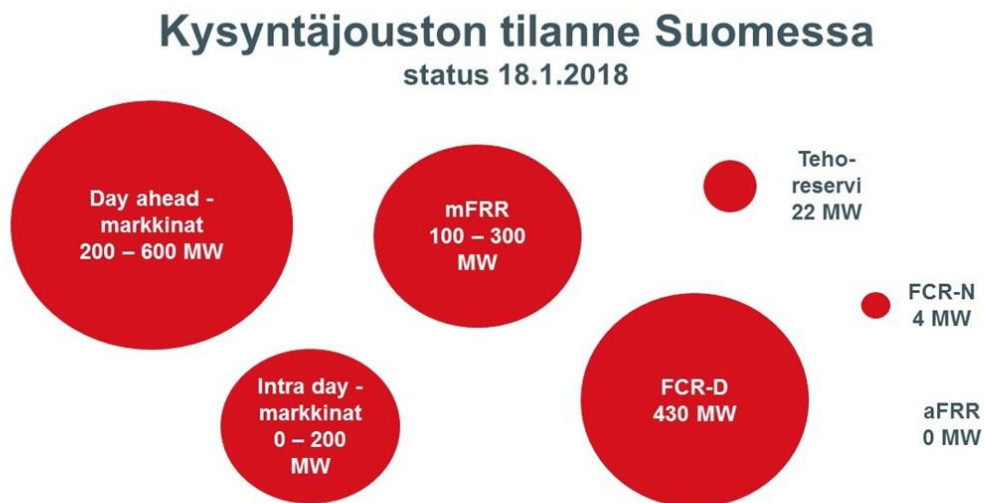 Kysyntäjouston tilanne Suomessa
status 18.1.2018
Day ahead -
markkinat
200 – 600 MW
mFRR
100 – 300
MW
Teho-
reservi
22 MW
FCR-N
4 MW
Intra day -
markkinat
0 – 200
MW
FCR-D
430 MW
aFRR
0 MW